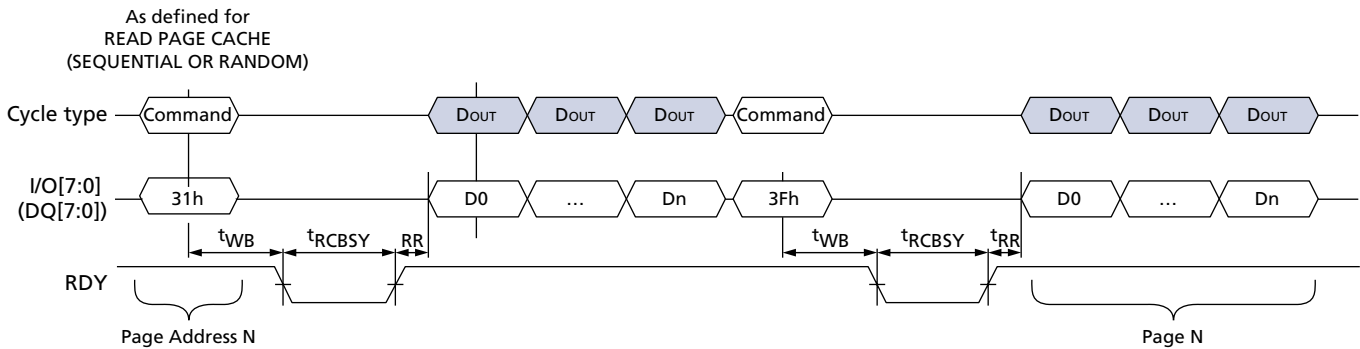 As defined for
READ PAGE CACHE
(SEQUENTIAL OR RANDOM)
Cycle type Command DOUT DOUT DOUT Command DOUT DOUT DOUT
I/O[7:0]
(DQ[7:0]) 31h D0 … Dn 3Fh D0 … Dn
tWB tRCBSY RR tWB tRCBSY tRR
RDY
Page Address N Page N